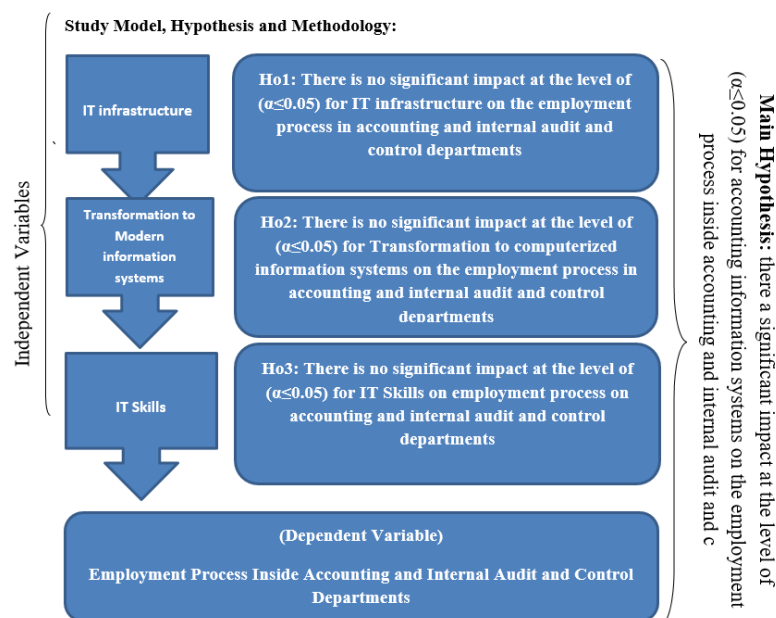 Study Model, Hypothesis and Methodology:
Independent Variables
IT infrastructure
Ho1: There is no significant impact at the level of
(α≤0.05) for IT infrastructure on the employment
process in accounting and internal audit and
control departments
Transformation to
Modern
information
systems
Ho2: There is no significant impact at the level of
(α≤0.05) for Transformation to computerized
information systems on the employment process in
accounting and internal audit and control
departments
IT Skills
Ho3: There is no significant impact at the level of
(α≤0.05) for IT Skills on employment process on
accounting and internal audit and control
departments
(Dependent Variable)
Employment Process Inside Accounting and Internal Audit and Control
Departments
Main Hypothesis: there a significant impact at the level of
(α≤0.05) for accounting information systems on the employment
process inside accounting and internal audit and c